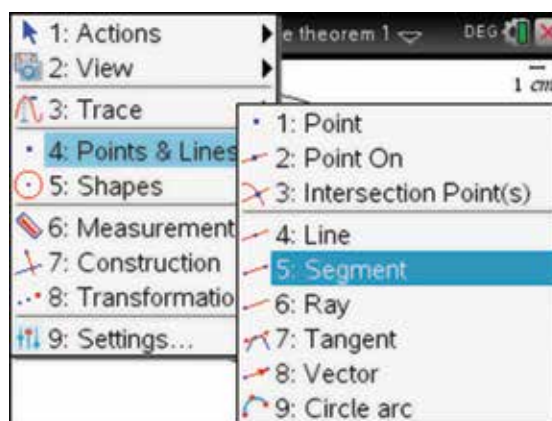 1: Actions
2: View
3: Trace
4: Points & Lines
5: Shapes
6: Measurement
7: Construction
8: Transformatio
9: Settings...
e theorem 1
DEG
1 cm
1: Point
2: Point On
3: Intersection Point(s)
4: Line
5: Segment
6: Ray
7: Tangent
8: Vector
9: Circle arc